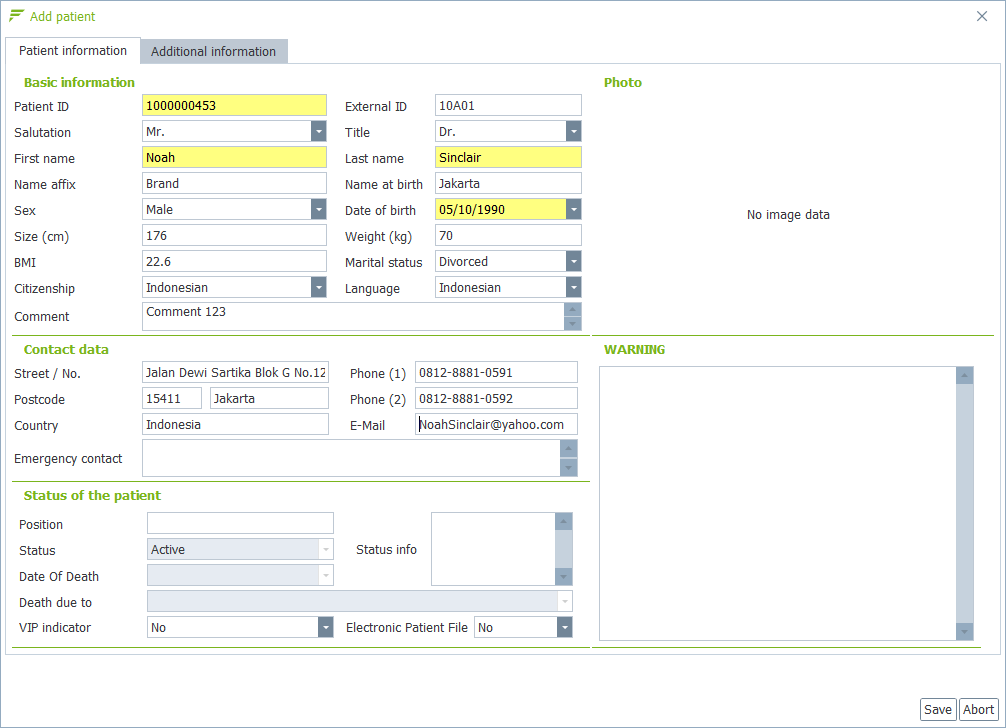 Add patient
Patient information Additional information
Basic information
Patient ID 1000000453 External ID 10A01
Salutation Mr. Title Dr.
First name Noah Last name Sinclair
Name affix Brand Name at birth Jakarta
Sex Male Date of birth 05/10/1990
Size (cm) 176 Weight (kg) 70
BMI 22.6 Marital status Divorced
Citizenship Indonesian Language Indonesian
Comment Comment 123
Photo
No image data
Contact data
Street / No. Jalan Dewi Sartika Blok G No.12 Phone (1) 0812-8881-0591
Postcode 15411 Jakarta Phone (2) 0812-8881-0592
Country Indonesia E-Mail NoahSinclair@yahoo.com
Emergency contact
WARNING
Status of the patient
Position
Status Active Status info
Date Of Death
Death due to
VIP indicator No Electronic Patient File No
Save Abort